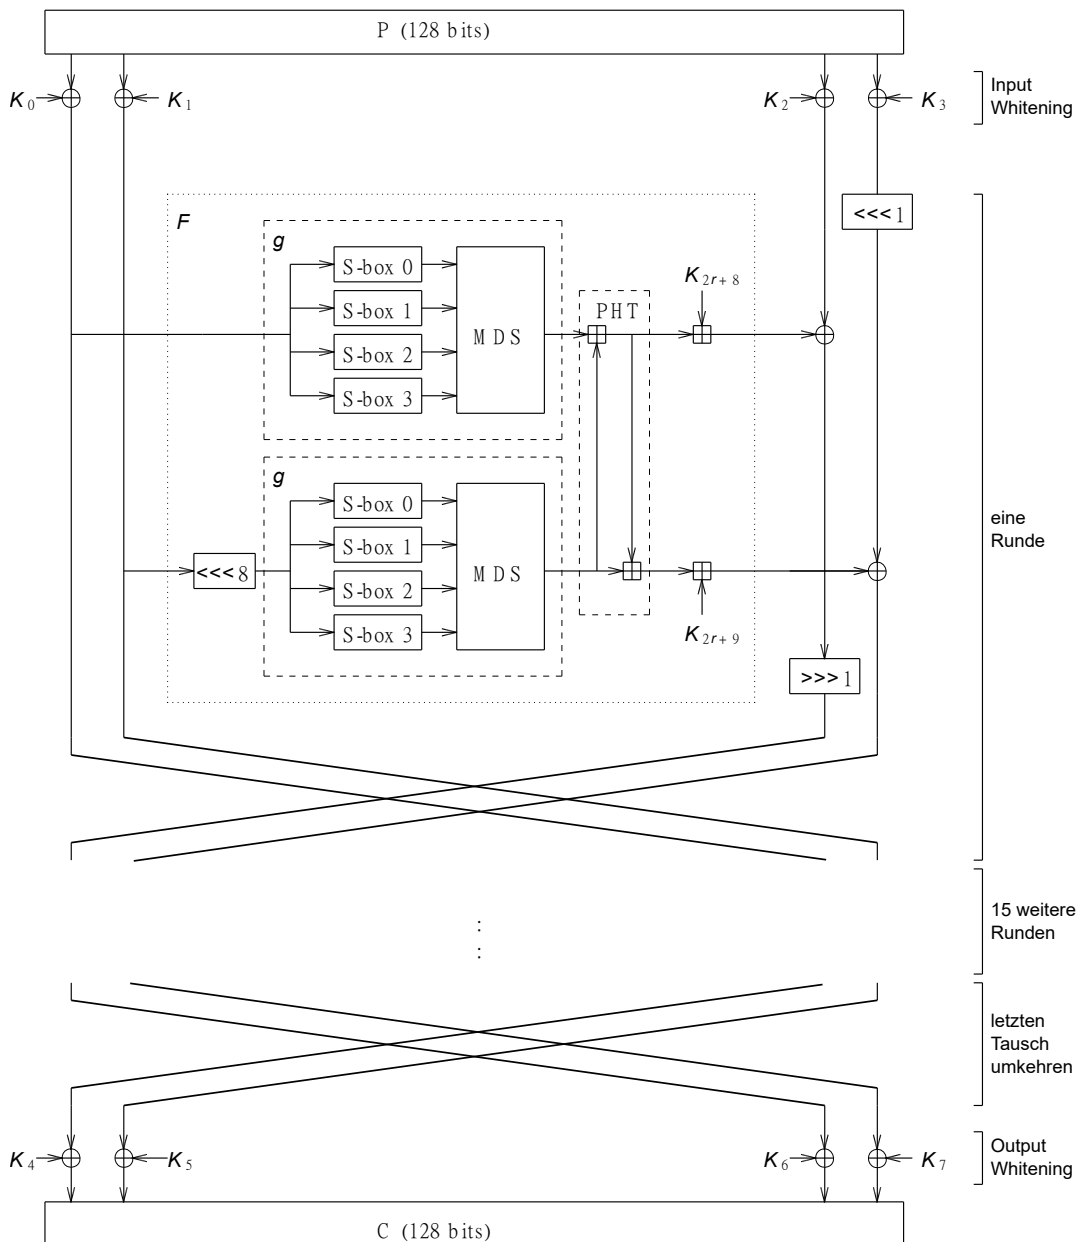 P (128 bits)
K0
K1
K2
K3
Input
Whitening
<<< 1
F
g
S-box 0
S-box 1
S-box 2
S-box 3
MDS
PHT
K2r+8
g
S-box 0
S-box 1
S-box 2
S-box 3
<<< 8
MDS
K2r+9
eine
Runde
>>> 1
15 weitere
Runden
letzten
Tausch
umkehren
K4
K5
K6
K7
Output
Whitening
C (128 bits)